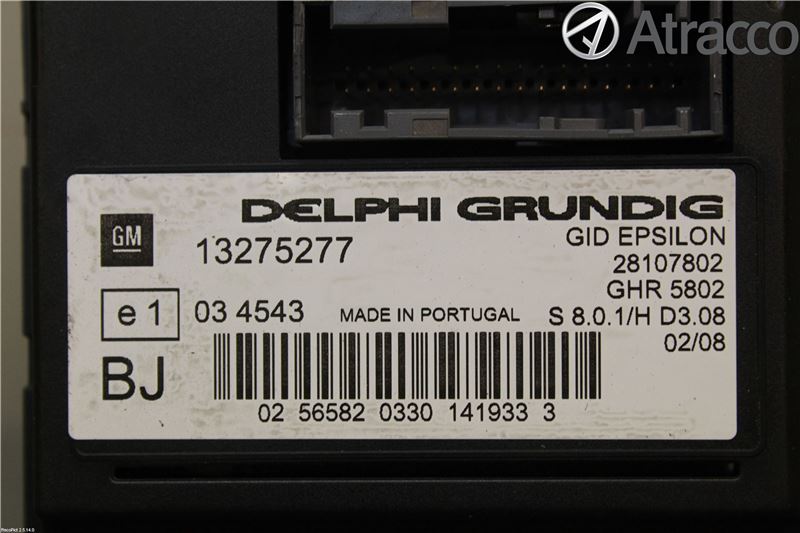 Atracco
DELPHI GRUNDIG
GM
13275277
GID EPSILON
28107802
GHR 5802
e 1
03 4543
MADE IN PORTUGAL
S 8.0.1/H D3.08
02/08
BJ
02 56582 0330 141933 3